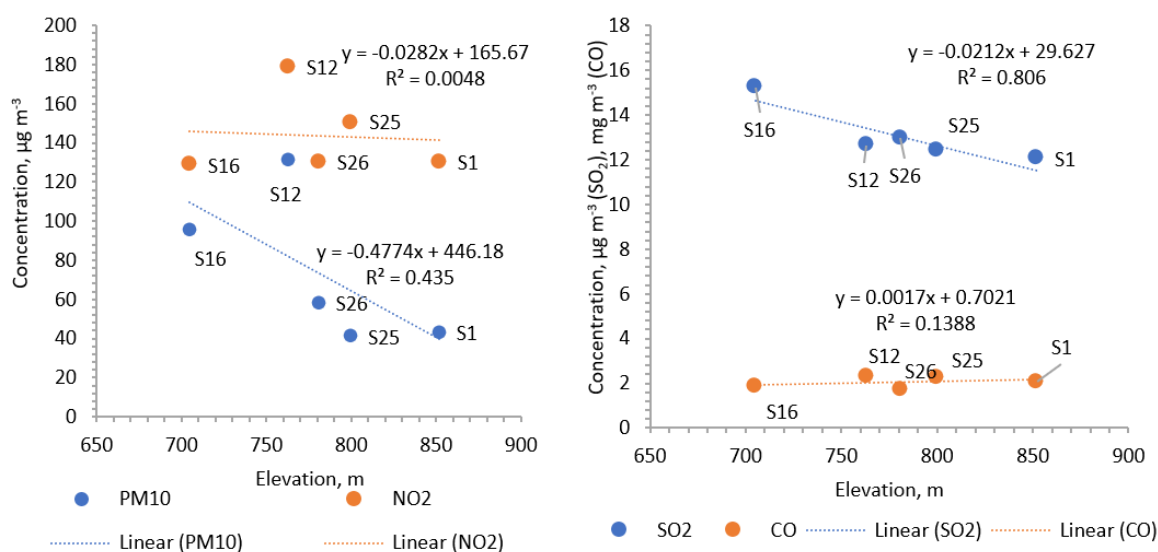 200
180
160
140
120
100
80
60
40
20
0
Concentration, µg m⁻³
y = -0.0282x + 165.67
R² = 0.0048
S12
S25
S16
S26
S1
S12
S16
y = -0.4774x + 446.18
R² = 0.435
S26
S25
S1
650 700 750 800 850 900
Elevation, m
PM10 NO2
Linear (PM10) Linear (NO2)
18
16
14
12
10
8
6
4
2
0
Concentration, µg m⁻³ (SO2), mg m⁻³ (CO)
y = -0.0212x + 29.627
R² = 0.806
S16
S12
S26
S25
S1
y = 0.0017x + 0.7021
R² = 0.1388
S12
S26
S25
S1
S16
650 700 750 800 850 900
Elevation, m
SO2 CO Linear (SO2) Linear (CO)